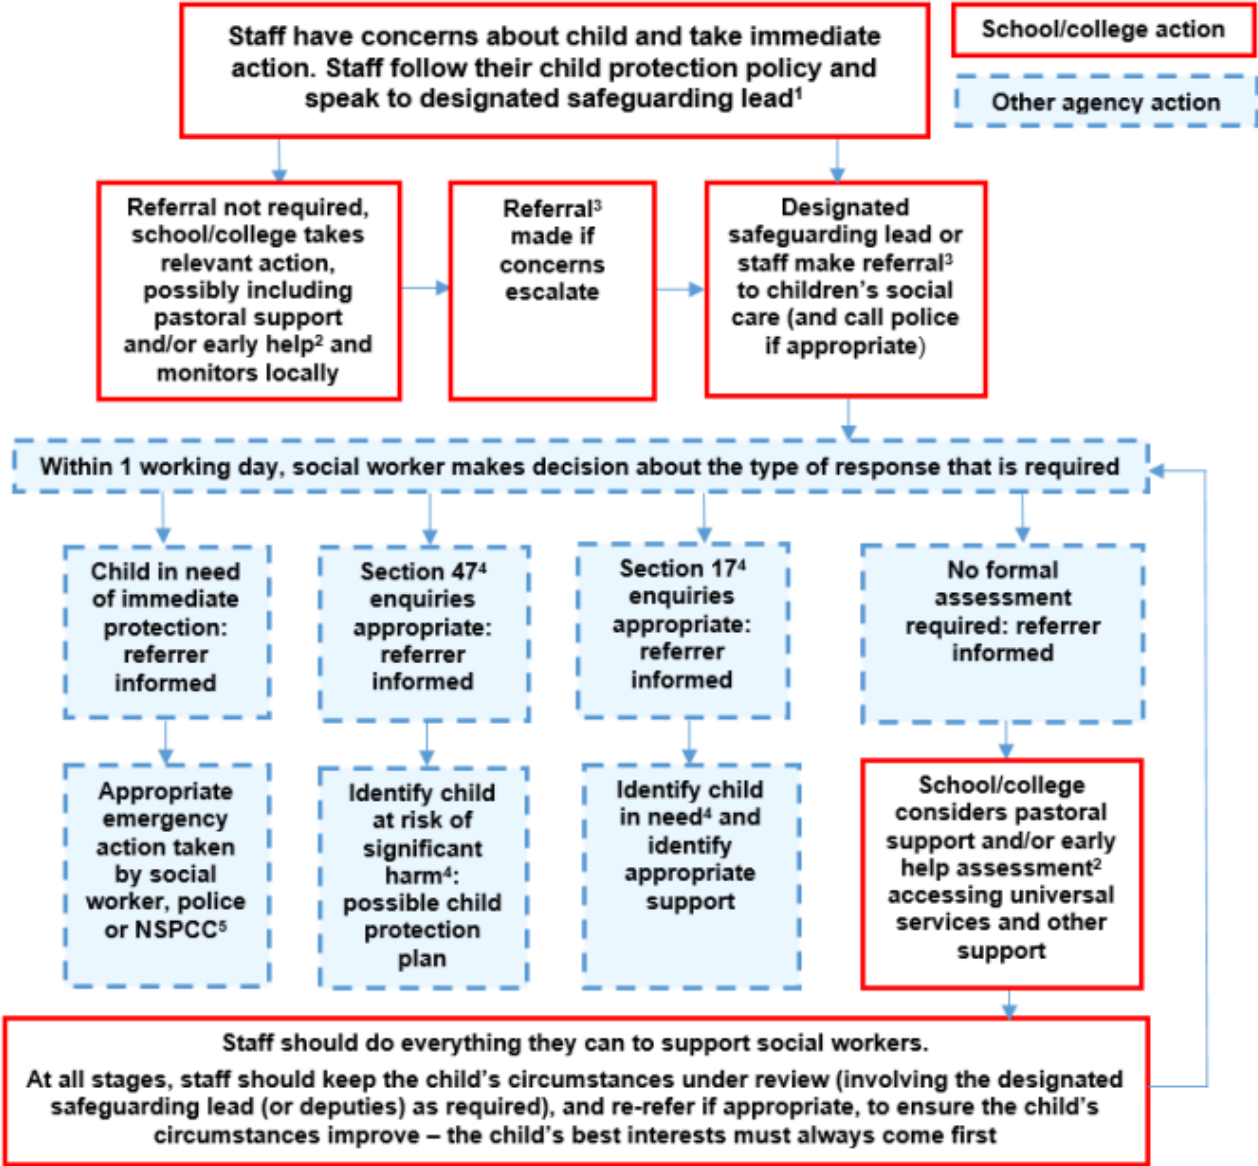 Staff have concerns about child and take immediate
action. Staff follow their child protection policy and
speak to designated safeguarding lead¹
School/college action
Other agency action
Referral not required,
school/college takes
relevant action,
possibly including
pastoral support
and/or early help² and
monitors locally
Referral³
made if
concerns
escalate
Designated
safeguarding lead or
staff make referral³
to children’s social
care (and call police
if appropriate)
Within 1 working day, social worker makes decision about the type of response that is required
Child in need
of immediate
protection:
referrer
informed
Section 47⁴
enquiries
appropriate:
referrer
informed
Section 17⁴
enquiries
appropriate:
referrer
informed
No formal
assessment
required: referrer
informed
Appropriate
emergency
action taken
by social
worker, police
or NSPCC⁵
Identify child
at risk of
significant
harm⁴:
possible child
protection
plan
Identify child
in need⁴ and
identify
appropriate
support
School/college
considers pastoral
support and/or early
help assessment²
accessing universal
services and other
support
Staff should do everything they can to support social workers.
At all stages, staff should keep the child’s circumstances under review (involving the designated
safeguarding lead (or deputies) as required), and re-refer if appropriate, to ensure the child’s
circumstances improve – the child’s best interests must always come first